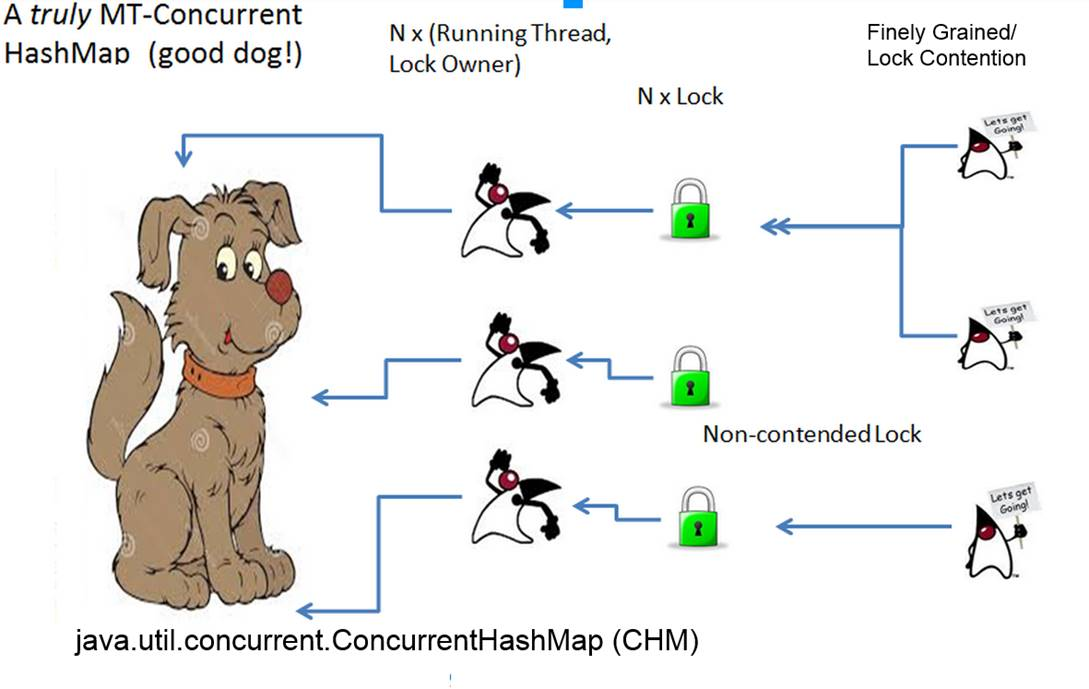 A truly MT-Concurrent
HashMap (good dog!)
N x (Running Thread,
Lock Owner)
Finely Grained/
Lock Contention
N x Lock
Lets get
Going!
Lets get
Going!
Non-contended Lock
Lets get
Going!
java.util.concurrent.ConcurrentHashMap (CHM)